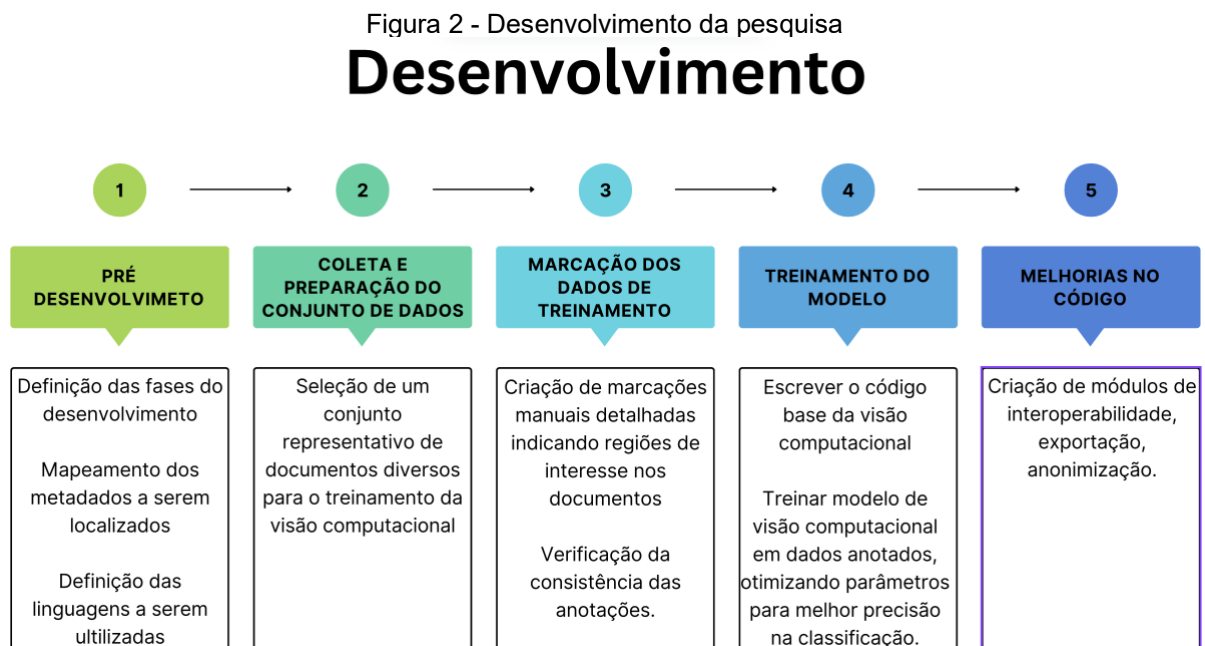 Figura 2 - Desenvolvimento da pesquisa
Desenvolvimento
1
2
3
4
5
PRÉ
DESENVOLVIMETO
COLETA E
PREPARAÇÃO DO
CONJUNTO DE DADOS
MARCAÇÃO DOS
DADOS DE
TREINAMENTO
TREINAMENTO DO
MODELO
MELHORIAS NO
CÓDIGO
Definição das fases do
desenvolvimento
Mapeamento dos
metadados a serem
localizados
Definição das
linguagens a serem
ultilizadas
Seleção de um
conjunto
representativo de
documentos diversos
para o treinamento da
visão computacional
Criação de marcações
manuais detalhadas
indicando regiões de
interesse nos
documentos
Verificação da
consistência das
anotações.
Escrever o código
base da visão
computacional
Treinar modelo de
visão computacional
em dados anotados,
otimizando parâmetros
para melhor precisão
na classificação.
Criação de módulos de
interoperabilidade,
exportação,
anonimização.